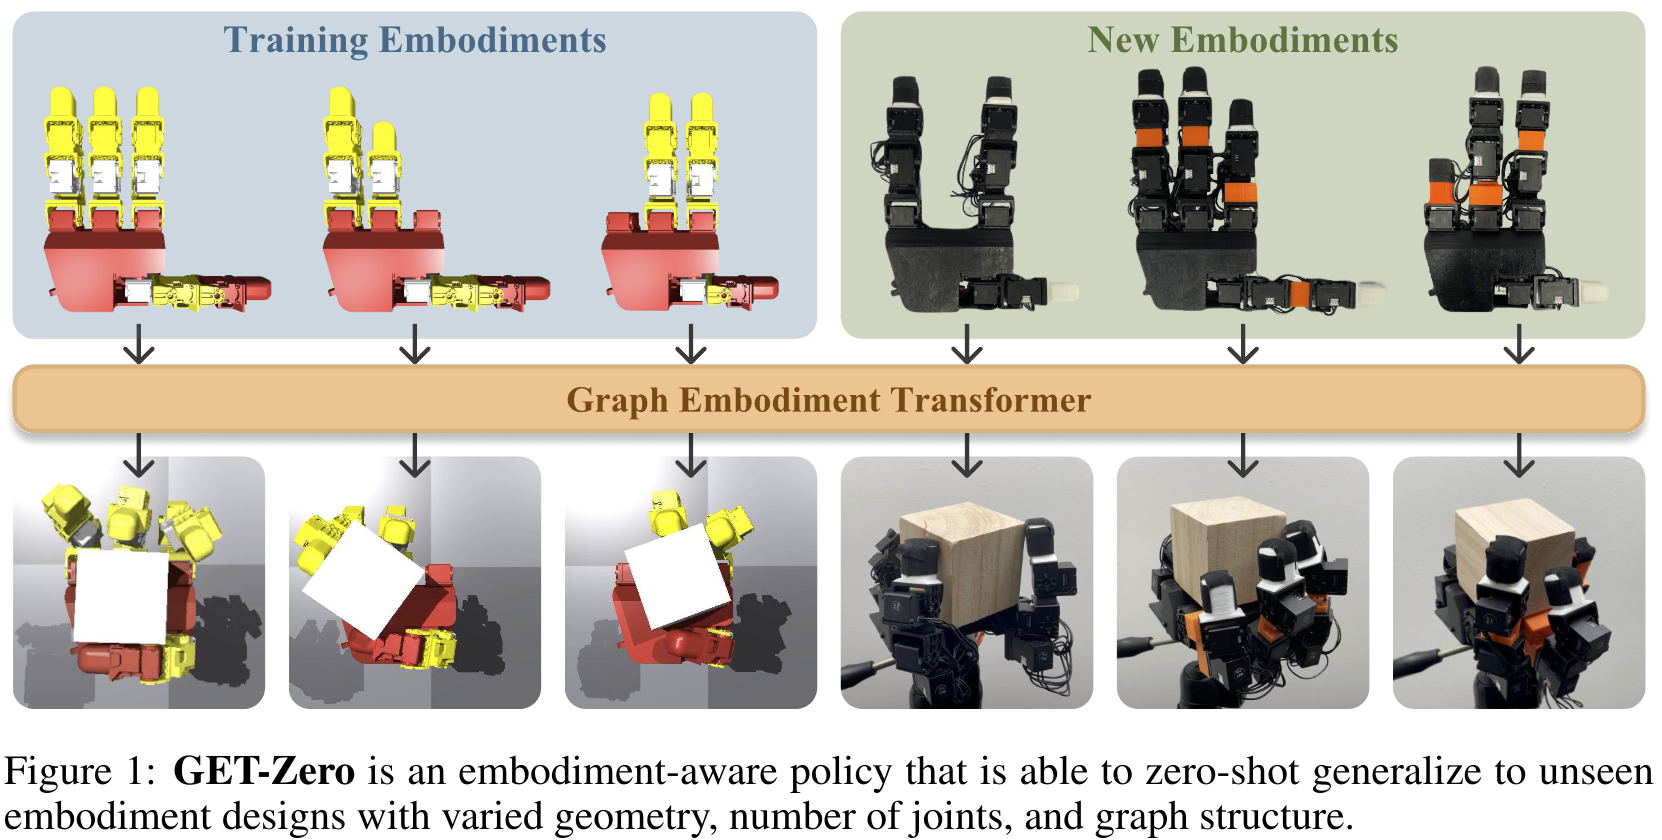 Training Embodiments
New Embodiments
Graph Embodiment Transformer
Figure 1: GET-Zero is an embodiment-aware policy that is able to zero-shot generalize to unseen
embodiment designs with varied geometry, number of joints, and graph structure.